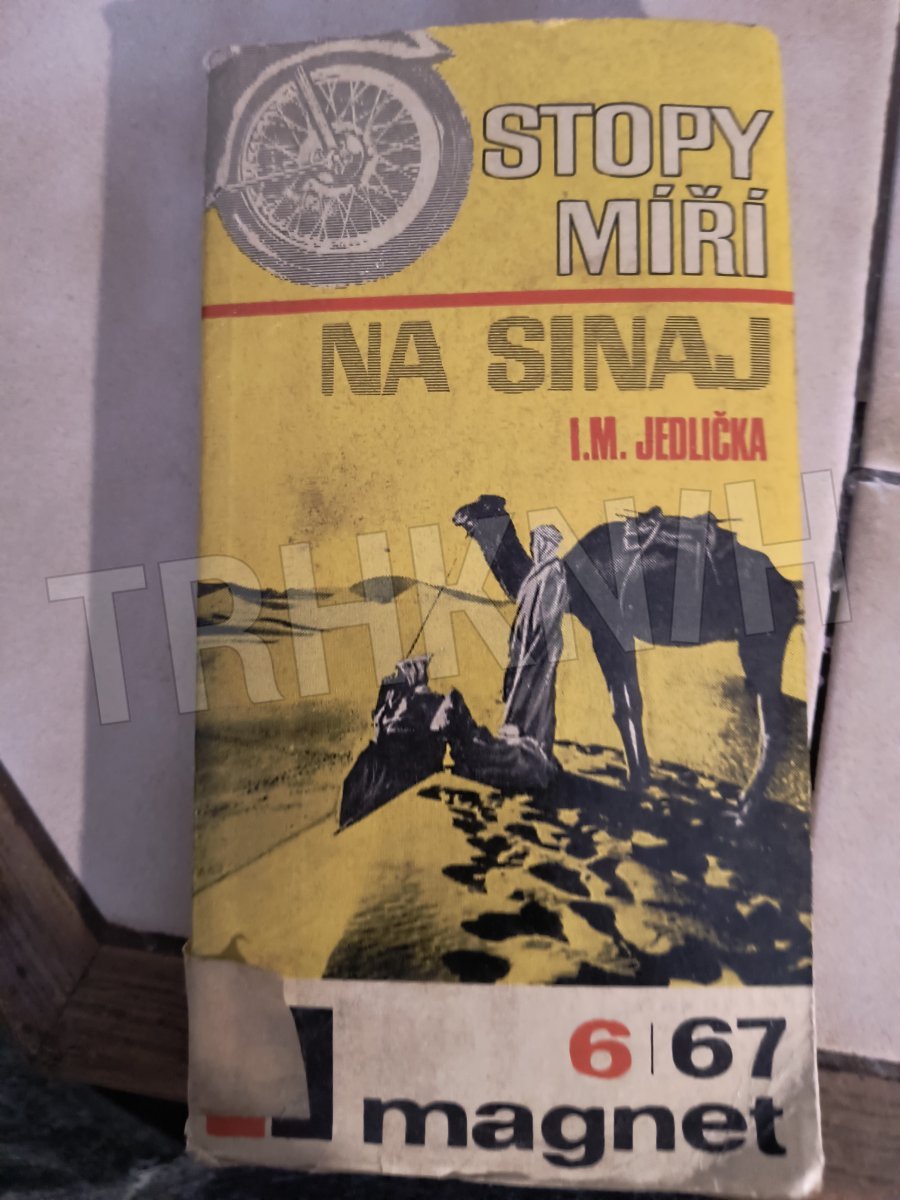 STOPY
MÍŘÍ
NA SINAJ
I.M. JEDLIČKA
TRHKNIH
6|67
magnet